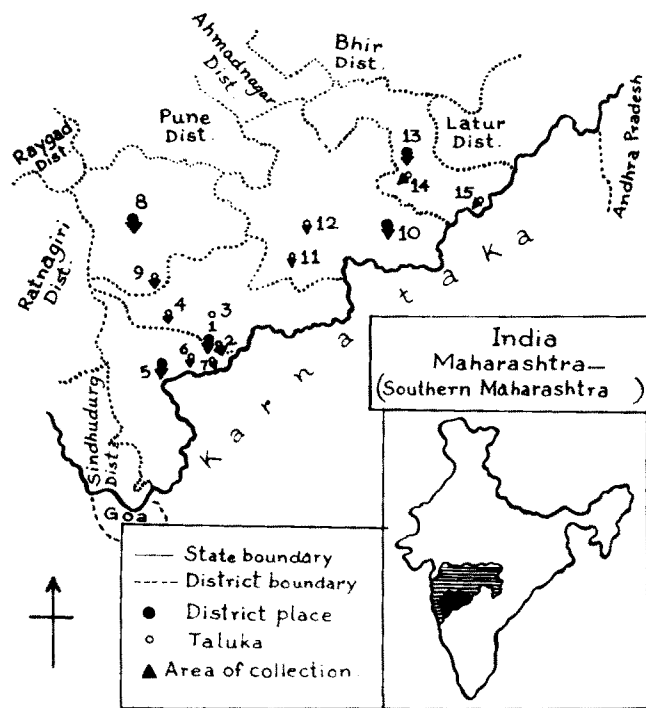 Ahmadnagar
Dist.
Bhir
Dist.
Pune
Dist.
Latur
Dist.
Andhra Pradesh
Raygad
Dist.
Ratnagiri
Dist.
13
14
15
8
12
10
11
9
4
3
1
2
6
7
5
Karnataka
Sindhudurg
Dist.
Goa
India
Maharashtra—
(Southern Maharashtra)
State boundary
District boundary
District place
Taluka
Area of collection